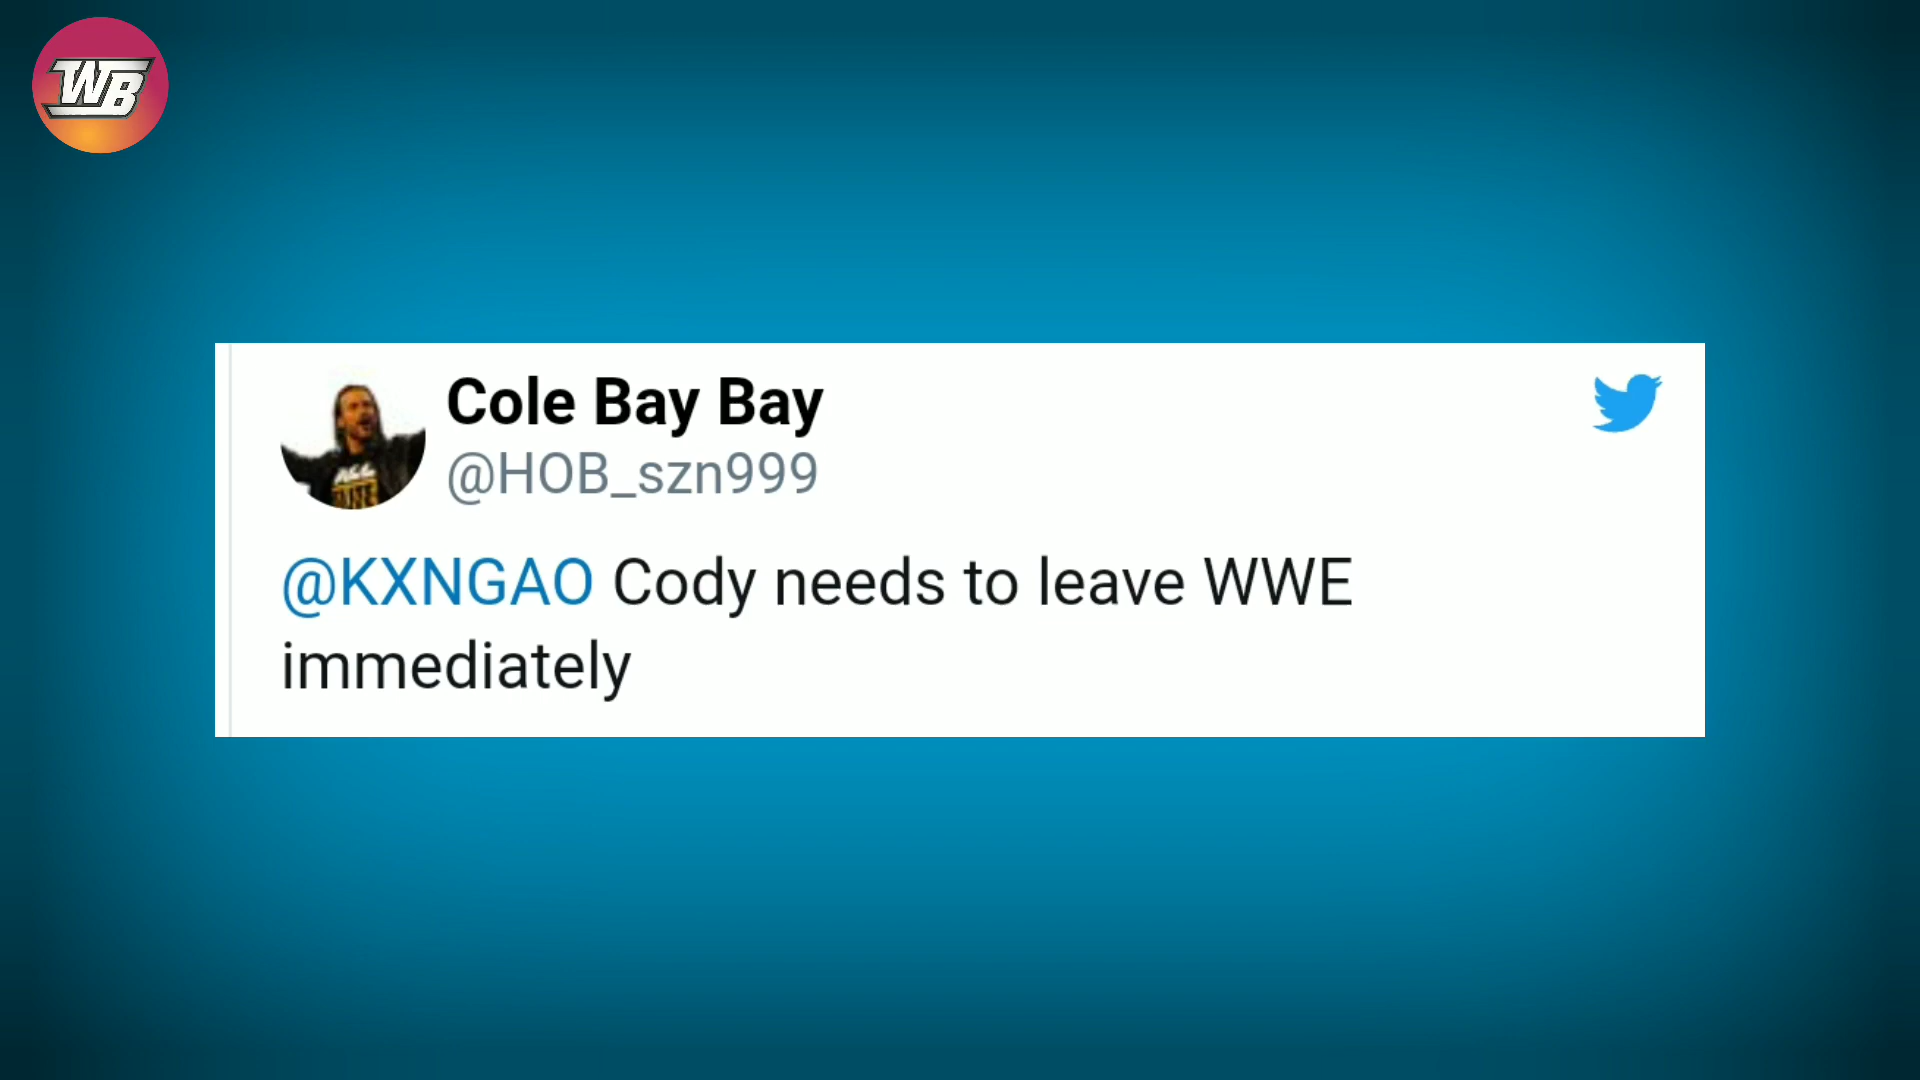 WB
Cole Bay Bay
@HOB_szn999
@KXNGAO Cody needs to leave WWE
immediately